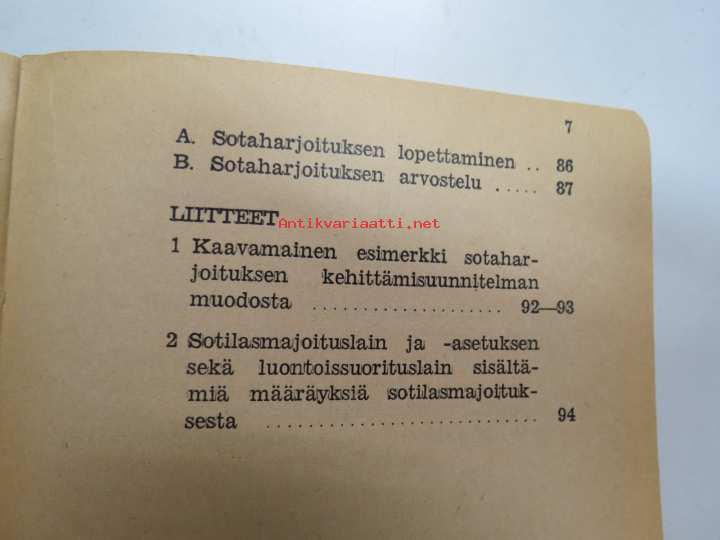 7
A. Sotaharjoituksen lopettaminen .. 86
B. Sotaharjoituksen arvostelu ..... 87
LIITTEET
Antikvariaatti.net
1 Kaavamainen esimerkki sotahar-
joituksen kehittämisuunnitelman
muodosta .................... 92—93
2 Sotilasmajoituslain ja -asetuksen
sekä luontoissuorituslain sisältä-
miä määräyksiä sotilasmajoituk-
sesta ............................ 94